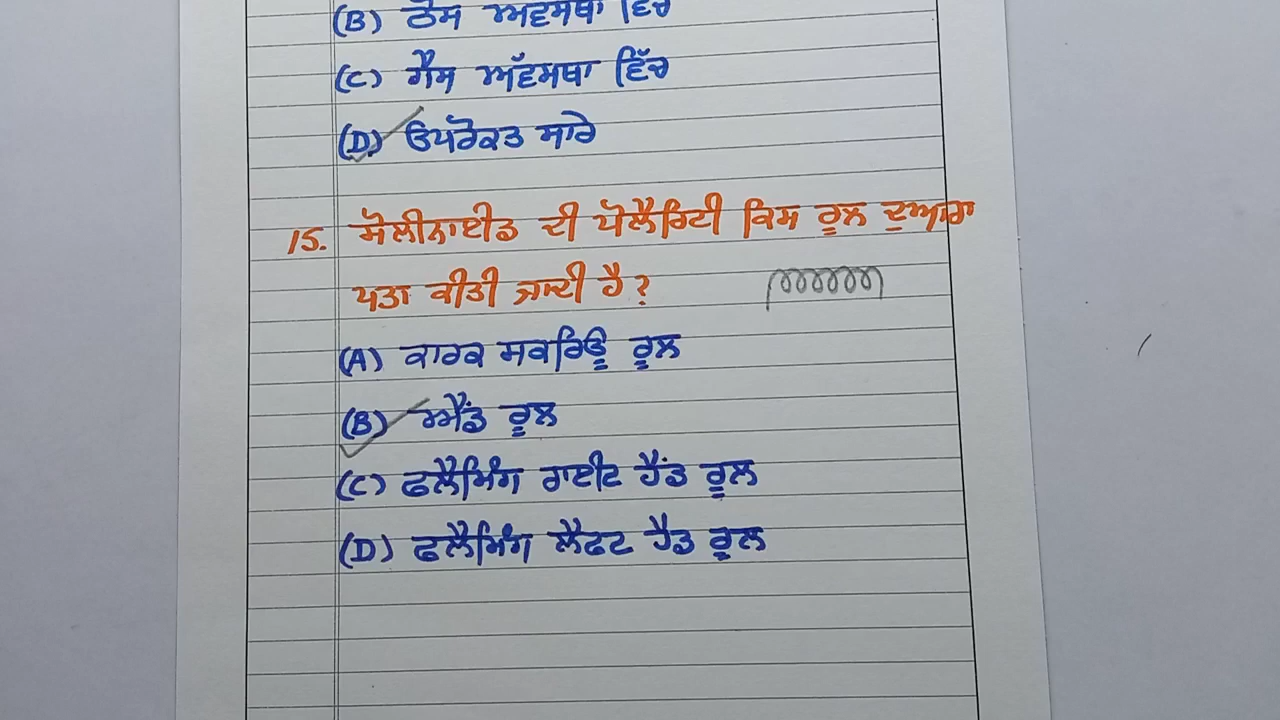 (B) ਠੋਸ ਅਵਸਥਾ ਵਿੱਚ
(C) ਗੈਸ ਅੱਵਸਥਾ ਵਿੱਚ
(D) ਉਪਰੋਕਤ ਸਾਰੇ
15. ਸੋਲੀਨਾਈਡ ਦੀ ਪੋਲੈਰਿਟੀ ਕਿਸ ਰੂਲ ਦੁਆਰਾ
ਪਤਾ ਕੀਤੀ ਜਾਦੀ ਹੈ?
(A) ਕਾਰਕ ਸਕਰਿਊ ਰੂਲ
(B) ਐਂਡ ਰੂਲ
(C) ਫਲੈਮਿੰਗ ਰਾਈਟ ਹੈਂਡ ਰੂਲ
(D) ਫਲੈਮਿੰਗ ਲੈਫਟ ਹੈਡ ਰੂਲ